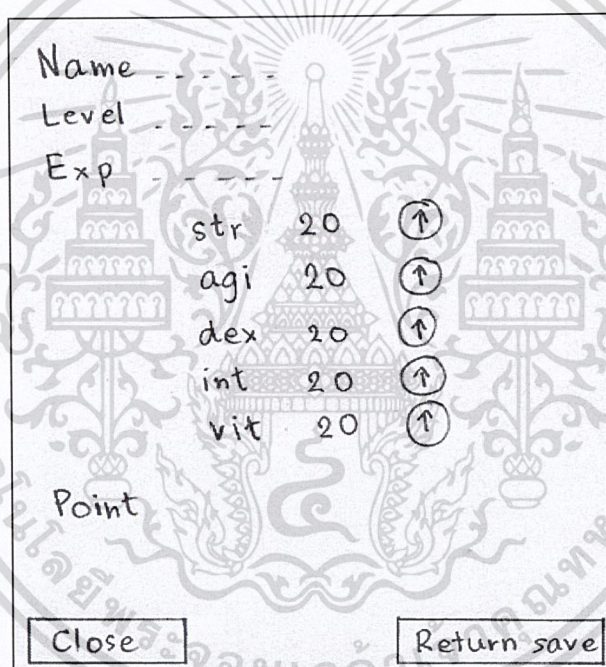 Name - - - - -
Level - - - - -
Exp - - - - -
str 20 ↑
agi 20 ↑
dex 20 ↑
int 20 ↑
vit 20 ↑
Point
Close Return save